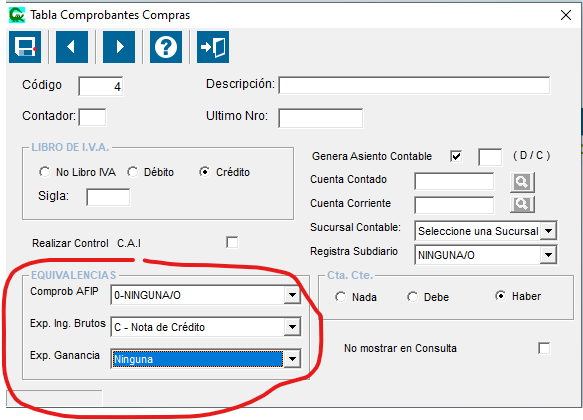 Tabla Comprobantes Compras
Código 4 Descripción:
Contador: Ultimo Nro:
LIBRO DE I.V.A.
No Libro IVA Débito Crédito
Sigla:
Genera Asiento Contable ( D / C )
Cuenta Contado
Cuenta Corriente
Sucursal Contable: Seleccione una Sucursal
Registra Subdiario NINGUNA/O
Realizar Control C.A.I
EQUIVALENCIAS
Comprob AFIP 0-NINGUNA/O
Exp. Ing. Brutos C - Nota de Crédito
Exp. Ganancia Ninguna
Cta. Cte.
Nada Debe Haber
No mostrar en Consulta